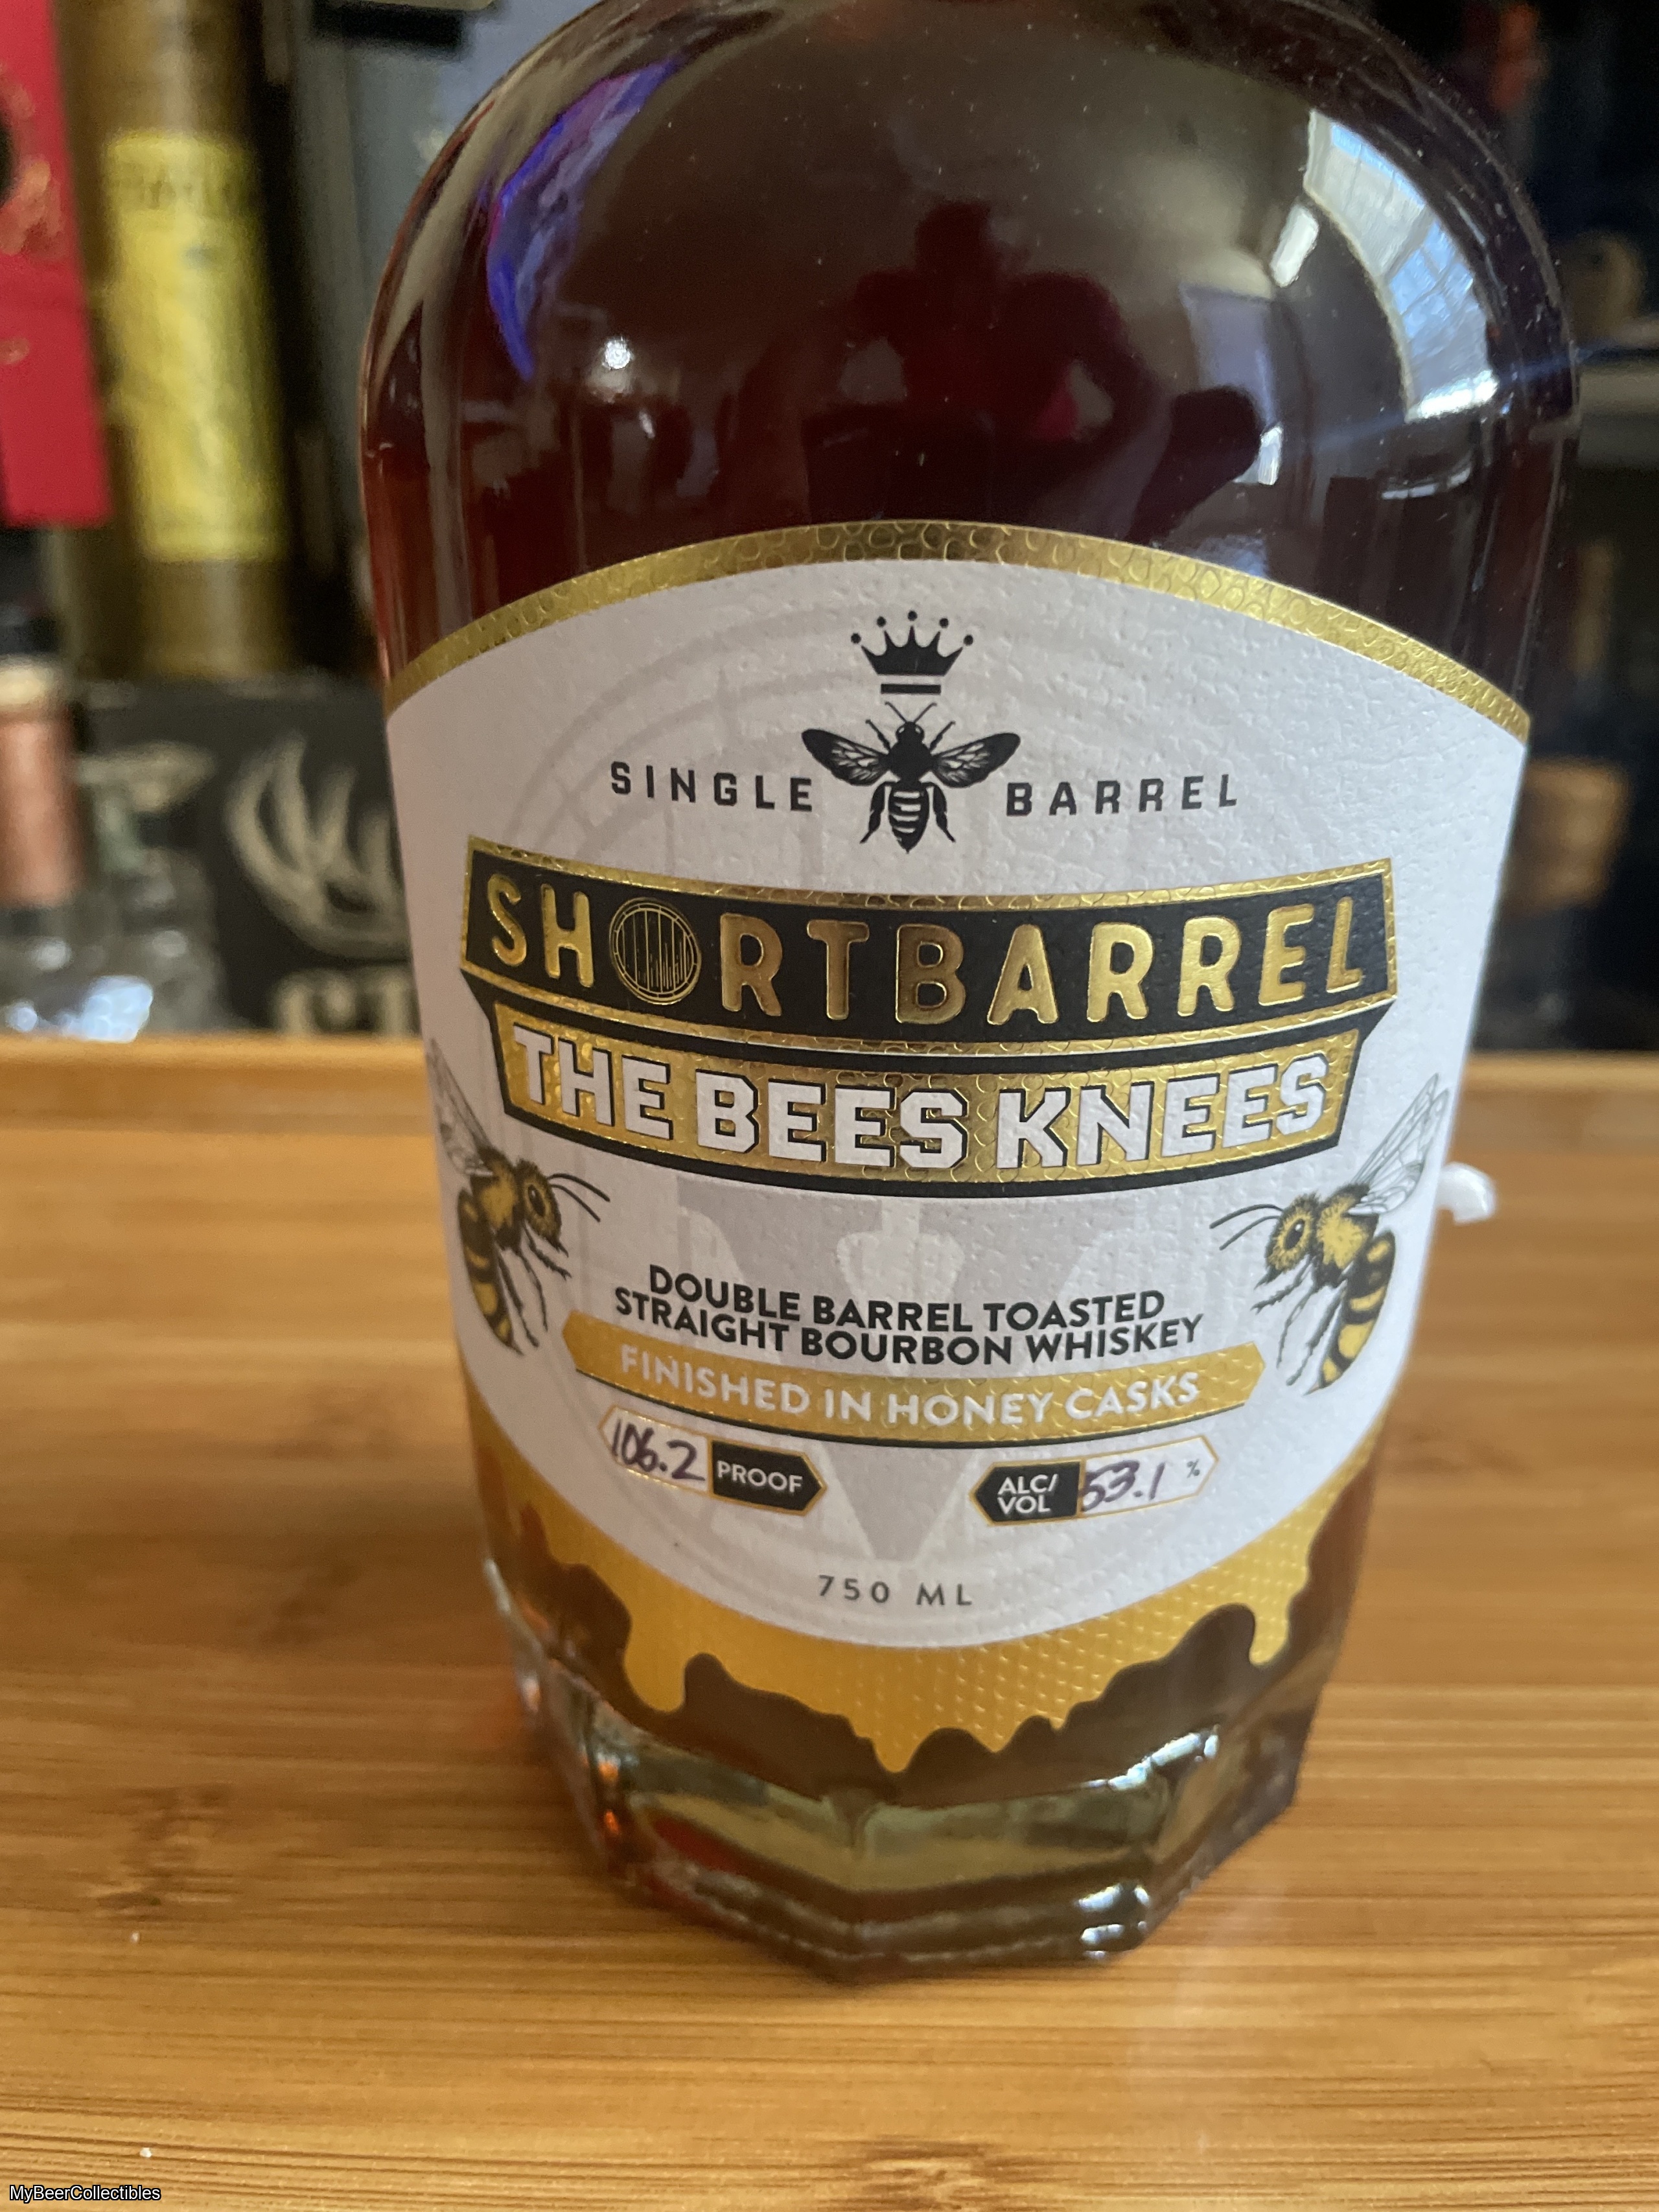 SINGLE BARREL
SHORTBARREL
THE BEES KNEES
DOUBLE BARREL TOASTED
STRAIGHT BOURBON WHISKEY
FINISHED IN HONEY CASKS
106.2 PROOF ALC/VOL 53.1 %
750 ML
MyBeerCollectibles